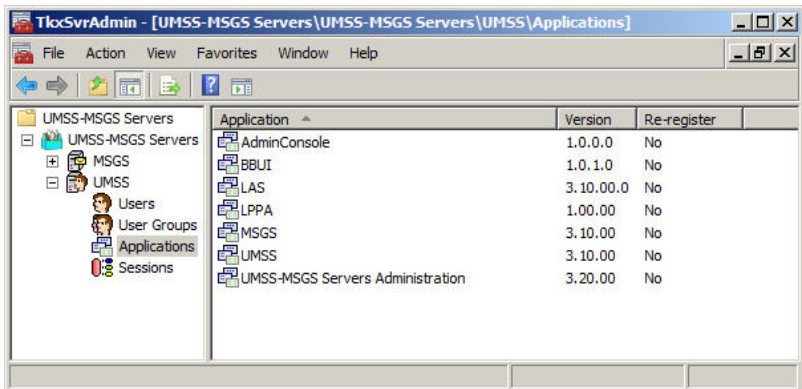 TkxSvrAdmin - [UMSS-MSGS Servers\UMSS-MSGS Servers\UMSS\Applications]
File Action View Favorites Window Help
UMSS-MSGS Servers
UMSS-MSGS Servers
MSGS
UMSS
Users
User Groups
Applications
Sessions
Application Version Re-register
AdminConsole 1.0.0.0 No
BBUI 1.0.1.0 No
LAS 3.10.00.0 No
LPPA 1.00.00 No
MSGS 3.10.00 No
UMSS 3.10.00 No
UMSS-MSGS Servers Administration 3.20.00 No